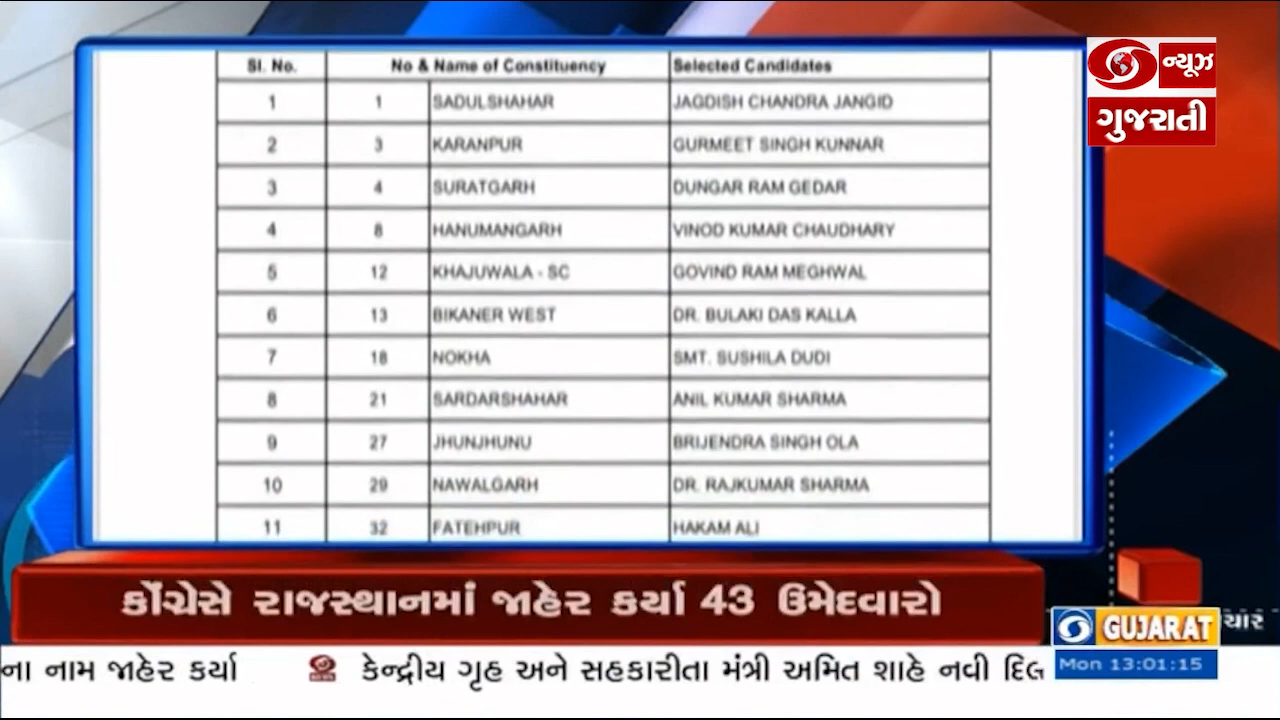 Sl. No. No & Name of Constituency Selected Candidates
1 1 SADULSHAHAR JAGDISH CHANDRA JANGID
2 3 KARANPUR GURMEET SINGH KUNNAR
3 4 SURATGARH DUNGAR RAM GEDAR
4 8 HANUMANGARH VINOD KUMAR CHAUDHARY
5 12 KHAJUWALA - SC GOVIND RAM MEGHWAL
6 13 BIKANER WEST DR. BULAKI DAS KALLA
7 18 NOKHA SMT. SUSHILA DUDI
8 21 SARDARSHAHAR ANIL KUMAR SHARMA
9 27 JHUNJHUNU BRIJENDRA SINGH OLA
10 29 NAWALGARH DR. RAJKUMAR SHARMA
11 32 FATEHPUR HAKAM ALI
ન્યૂઝ
ગુજરાતી
કોંગ્રેસે રાજસ્થાનમાં જાહેર કર્યા 43 ઉમેદવારો
GUJARAT
ચાર
ના નામ જાહેર કર્યા કેન્દ્રીય ગૃહ અને સહકારીતા મંત્રી અમિત શાહે નવી દિલ
Mon 13:01:15